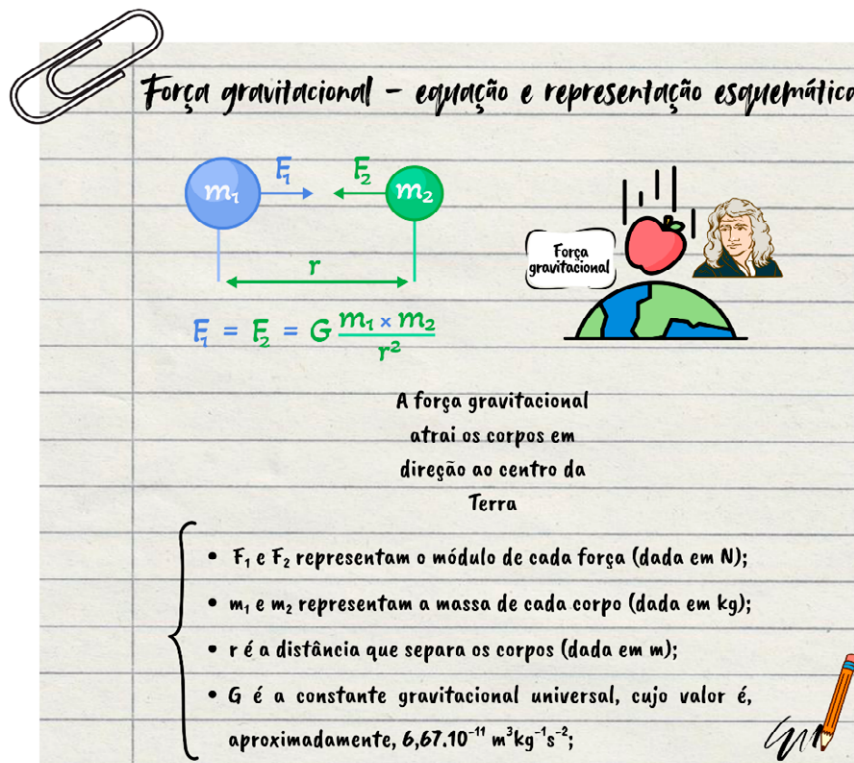 Força gravitacional - equação e representação esquemática
F₁ F₂
m₁ m₂
r
F₁ = F₂ = G m₁ × m₂ / r²
Força
gravitacional
A força gravitacional
atrai os corpos em
direção ao centro da
Terra
• F₁ e F₂ representam o módulo de cada força (dada em N);
• m₁ e m₂ representam a massa de cada corpo (dada em kg);
• r é a distância que separa os corpos (dada em m);
• G é a constante gravitacional universal, cujo valor é,
aproximadamente, 6,67.10⁻¹¹ m³kg⁻¹s⁻²;